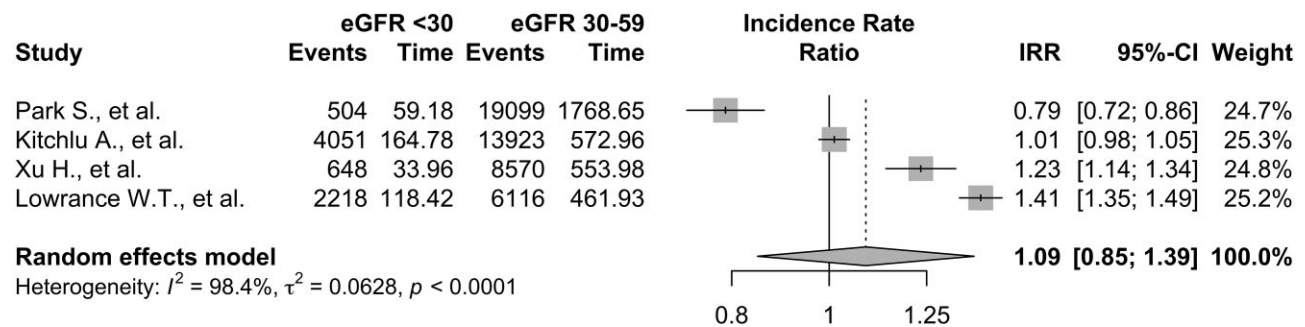 eGFR <30 eGFR 30-59 Incidence Rate
Study Events Time Events Time Ratio IRR 95%-CI Weight
Park S., et al. 504 59.18 19099 1768.65 0.79 [0.72; 0.86] 24.7%
Kitchlu A., et al. 4051 164.78 13923 572.96 1.01 [0.98; 1.05] 25.3%
Xu H., et al. 648 33.96 8570 553.98 1.23 [1.14; 1.34] 24.8%
Lowrance W.T., et al. 2218 118.42 6116 461.93 1.41 [1.35; 1.49] 25.2%
Random effects model 1.09 [0.85; 1.39] 100.0%
Heterogeneity: I² = 98.4%, τ² = 0.0628, p < 0.0001
0.8 1 1.25